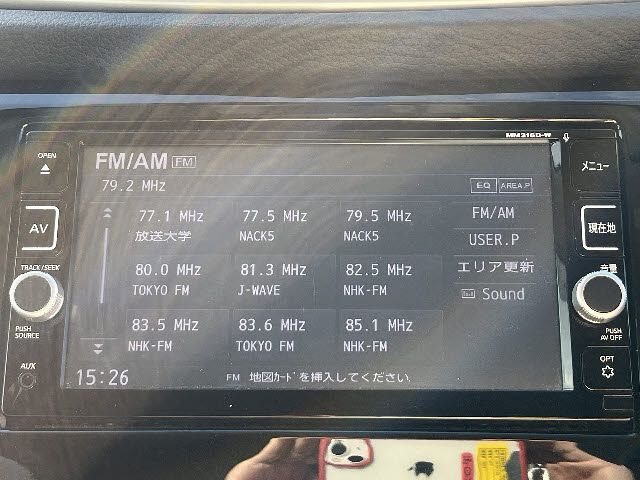 MM316D-W
OPEN
AV
TRACK/SEEK
PUSH
SOURCE
AUX
FM/AM FM
79.2 MHz
EQ AREA.P
77.1 MHz 77.5 MHz 79.5 MHz
放送大学 NACK5 NACK5
80.0 MHz 81.3 MHz 82.5 MHz
TOKYO FM J-WAVE NHK-FM
83.5 MHz 83.6 MHz 85.1 MHz
NHK-FM TOKYO FM NHK-FM
FM/AM
USER.P
エリア更新
Sound
15:26 FM 地図ｶｰﾄﾞを挿入してください
メニュー
現在地
音量
PUSH
AV OFF
OPT